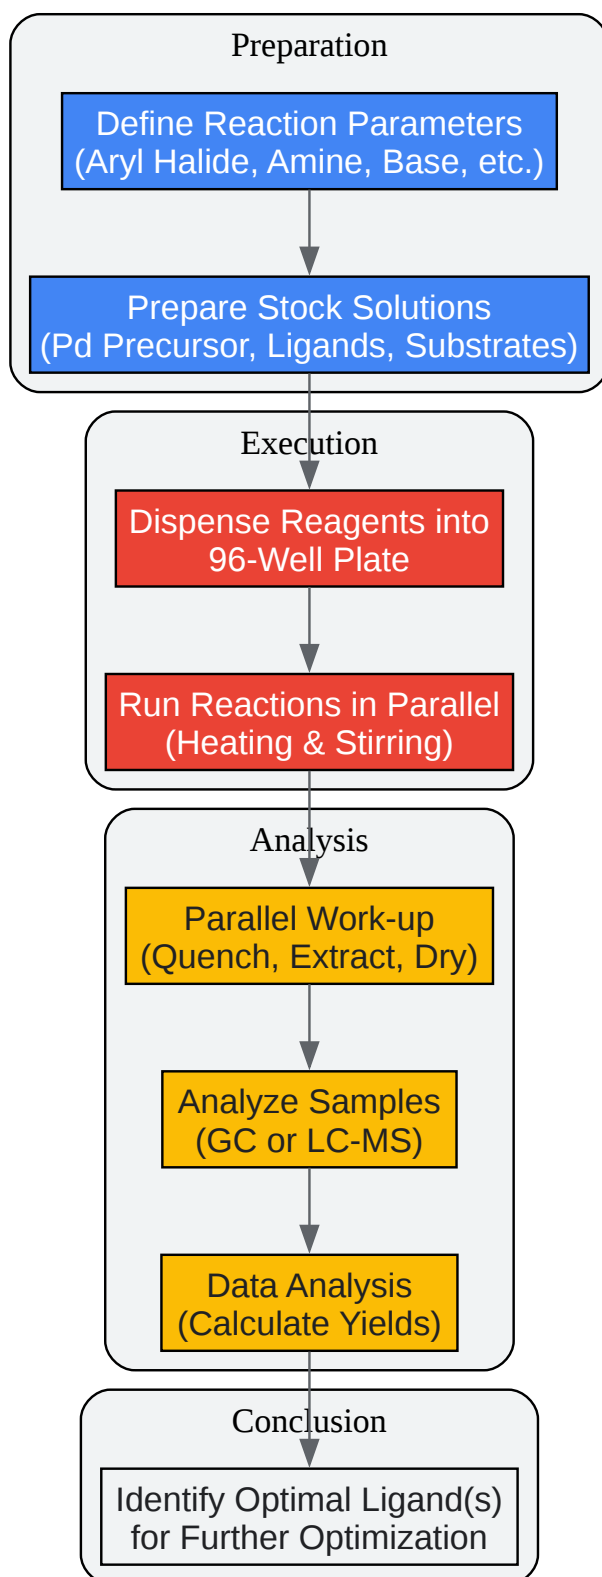 Preparation
Define Reaction Parameters
(Aryl Halide, Amine, Base, etc.)
Prepare Stock Solutions
(Pd Precursor, Ligands, Substrates)
Execution
Dispense Reagents into
96-Well Plate
Run Reactions in Parallel
(Heating & Stirring)
Analysis
Parallel Work-up
(Quench, Extract, Dry)
Analyze Samples
(GC or LC-MS)
Data Analysis
(Calculate Yields)
Conclusion
Identify Optimal Ligand(s)
for Further Optimization